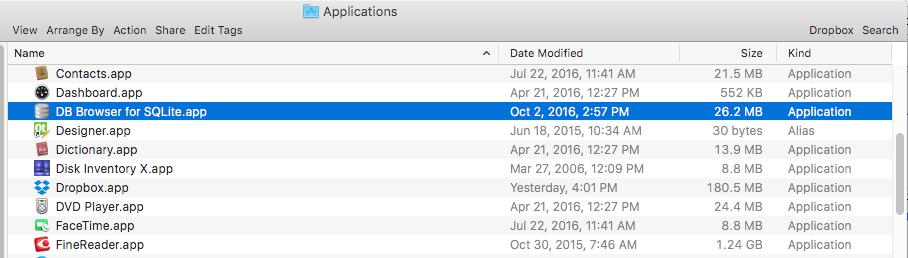 Applications
View Arrange By Action Share Edit Tags Dropbox Search
Name Date Modified Size Kind
Contacts.app Jul 22, 2016, 11:41 AM 21.5 MB Application
Dashboard.app Apr 21, 2016, 12:27 PM 552 KB Application
DB Browser for SQLite.app Oct 2, 2016, 2:57 PM 26.2 MB Application
Designer.app Jun 18, 2015, 10:34 AM 30 bytes Alias
Dictionary.app Apr 21, 2016, 12:27 PM 13.9 MB Application
Disk Inventory X.app Mar 27, 2006, 12:09 PM 8.8 MB Application
Dropbox.app Yesterday, 4:01 PM 180.5 MB Application
DVD Player.app Apr 21, 2016, 12:27 PM 24.4 MB Application
FaceTime.app Jul 22, 2016, 11:41 AM 8.8 MB Application
FineReader.app Oct 30, 2015, 7:46 AM 1.24 GB Application